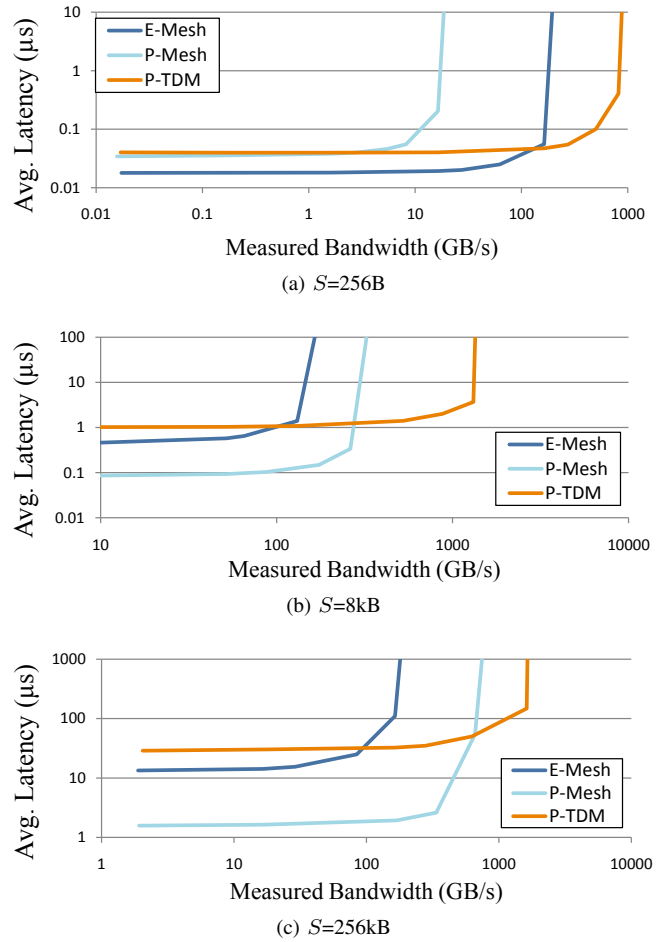 10
1
0.1
0.01
Avg. Latency (µs)
E-Mesh
P-Mesh
P-TDM
0.01 0.1 1 10 100 1000
Measured Bandwidth (GB/s)
(a) S=256B
100
10
1
0.1
0.01
Avg. Latency (µs)
E-Mesh
P-Mesh
P-TDM
10 100 1000 10000
Measured Bandwidth (GB/s)
(b) S=8kB
1000
100
10
1
Avg. Latency (µs)
E-Mesh
P-Mesh
P-TDM
1 10 100 1000 10000
Measured Bandwidth (GB/s)
(c) S=256kB